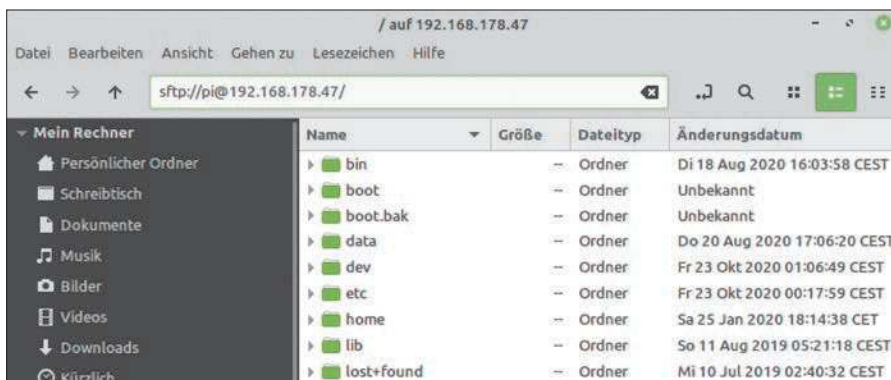 / auf 192.168.178.47
Datei Bearbeiten Ansicht Gehen zu Lesezeichen Hilfe
sftp://pi@192.168.178.47/
Mein Rechner
Persönlicher Ordner
Schreibtisch
Dokumente
Musik
Bilder
Videos
Downloads
Kürzlich
Name Größe Dateityp Änderungsdatum
bin -- Ordner Di 18 Aug 2020 16:03:58 CEST
boot -- Ordner Unbekannt
boot.bak -- Ordner Unbekannt
data -- Ordner Do 20 Aug 2020 17:06:20 CEST
dev -- Ordner Fr 23 Okt 2020 01:06:49 CEST
etc -- Ordner Fr 23 Okt 2020 00:17:59 CEST
home -- Ordner Sa 25 Jan 2020 18:14:38 CET
lib -- Ordner So 11 Aug 2019 05:21:18 CEST
lost+found -- Ordner Mi 10 Jul 2019 02:40:32 CEST